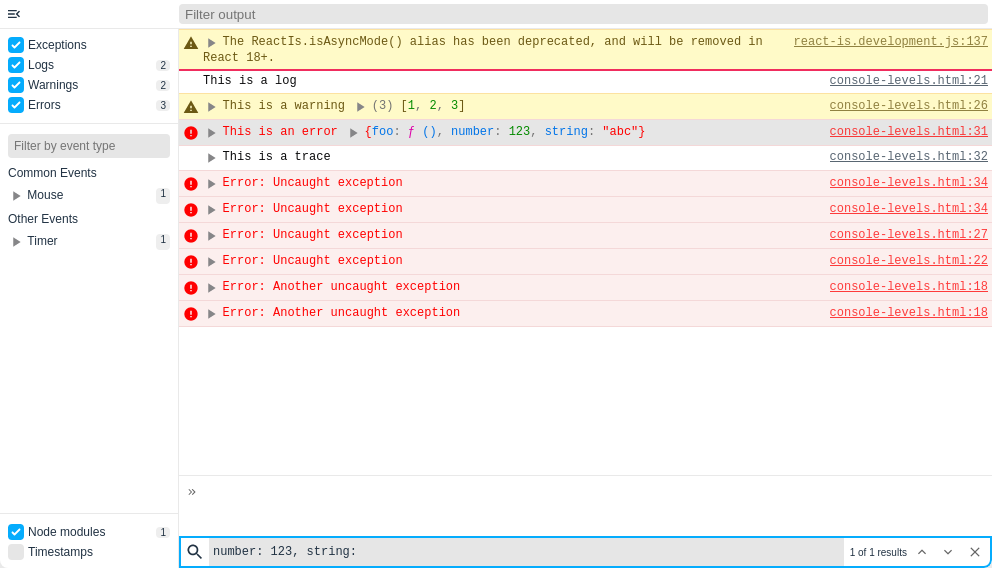 Filter output
Exceptions
Logs 2
Warnings 2
Errors 3
Filter by event type
Common Events
Mouse 1
Other Events
Timer 1
Node modules 1
Timestamps
The ReactIs.isAsyncMode() alias has been deprecated, and will be removed in react-is.development.js:137
React 18+.
This is a log console-levels.html:21
This is a warning (3) [1, 2, 3] console-levels.html:26
This is an error {foo: ƒ (), number: 123, string: "abc"} console-levels.html:31
This is a trace console-levels.html:32
Error: Uncaught exception console-levels.html:34
Error: Uncaught exception console-levels.html:34
Error: Uncaught exception console-levels.html:27
Error: Uncaught exception console-levels.html:22
Error: Another uncaught exception console-levels.html:18
Error: Another uncaught exception console-levels.html:18
»
number: 123, string: 1 of 1 results